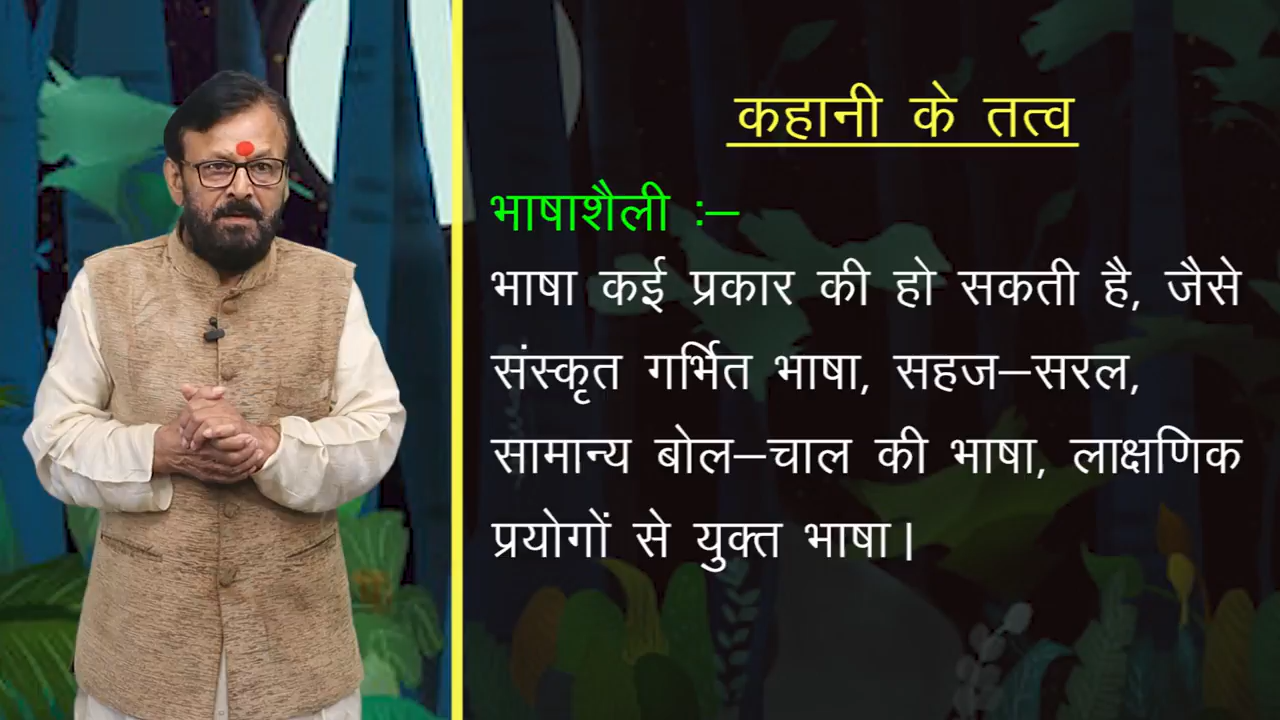 कहानी के तत्व
भाषाशैली :–
भाषा कई प्रकार की हो सकती है, जैसे
संस्कृत गर्भित भाषा, सहज–सरल,
सामान्य बोल–चाल की भाषा, लाक्षणिक
प्रयोगों से युक्त भाषा।